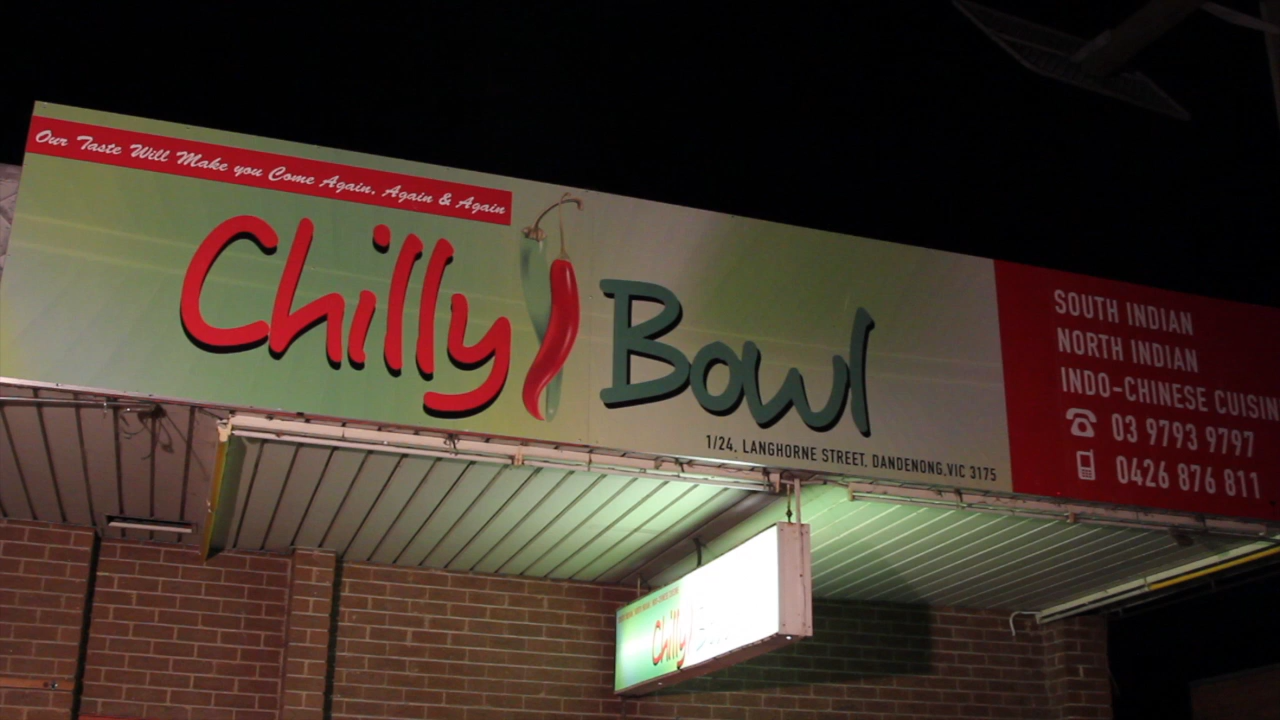 Our Taste Will Make you Come Again, Again & Again
Chilly Bowl
1/24, LANGHORNE STREET, DANDENONG.VIC 3175
SOUTH INDIAN
NORTH INDIAN
INDO-CHINESE CUISIN
03 9793 9797
0426 876 811
Chilly